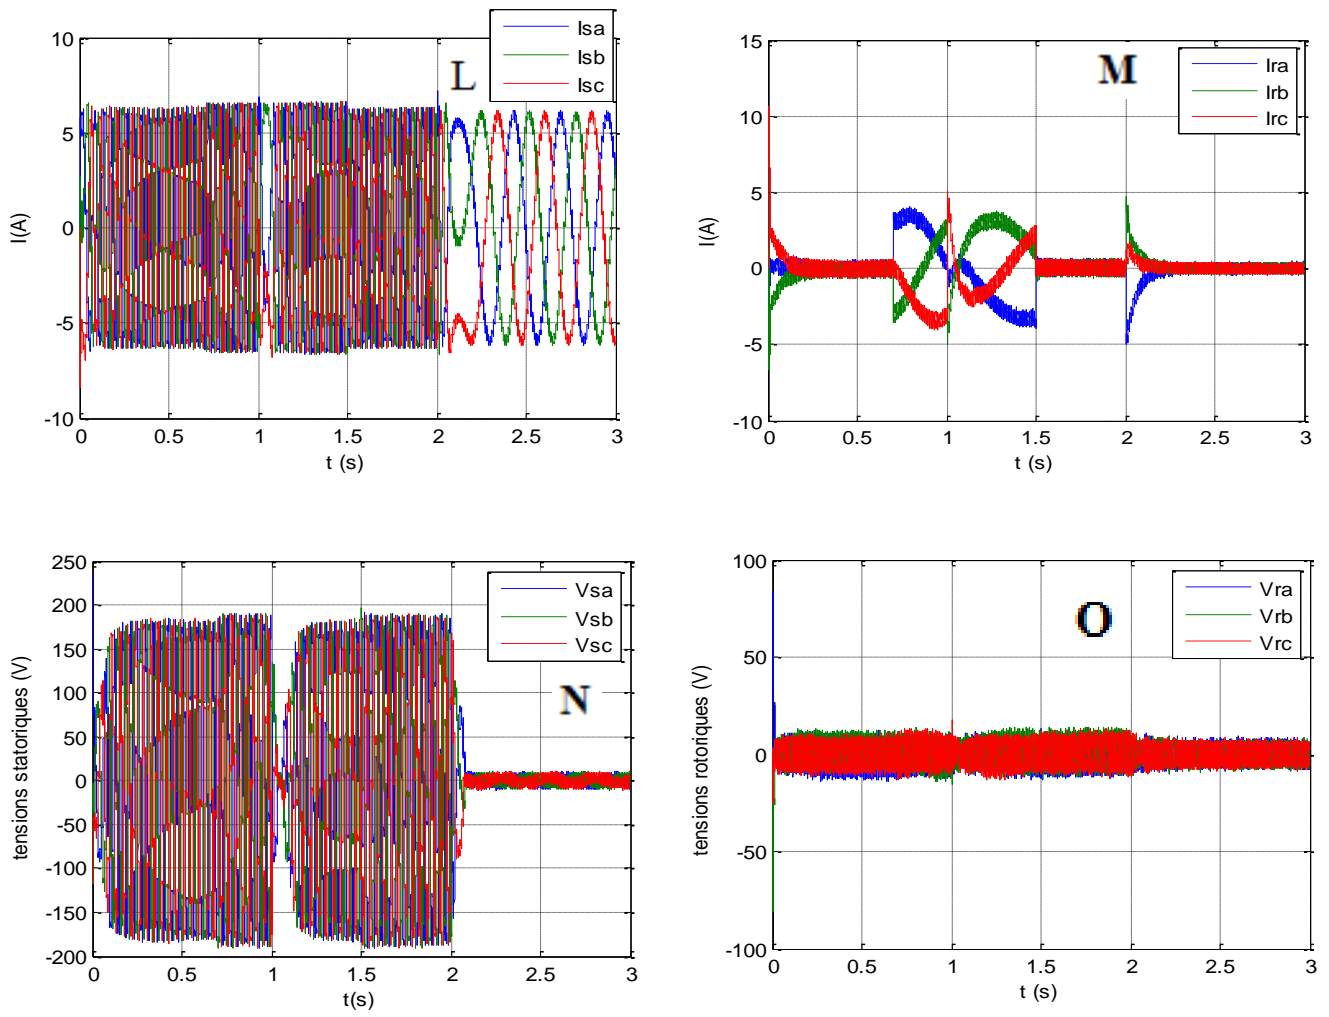 10
5
0
-5
-10
I(A)
0 0.5 1 1.5 2 2.5 3
t (s)
L
Isa
Isb
Isc
15
10
5
0
-5
-10
I(A)
0 0.5 1 1.5 2 2.5 3
t (s)
M
Ira
Irb
Irc
250
200
150
100
50
0
-50
-100
-150
-200
tensions statoriques (V)
0 0.5 1 1.5 2 2.5 3
t(s)
N
Vsa
Vsb
Vsc
100
50
0
-50
-100
tensions rotoriques (V)
0 0.5 1 1.5 2 2.5 3
t (s)
O
Vra
Vrb
Vrc